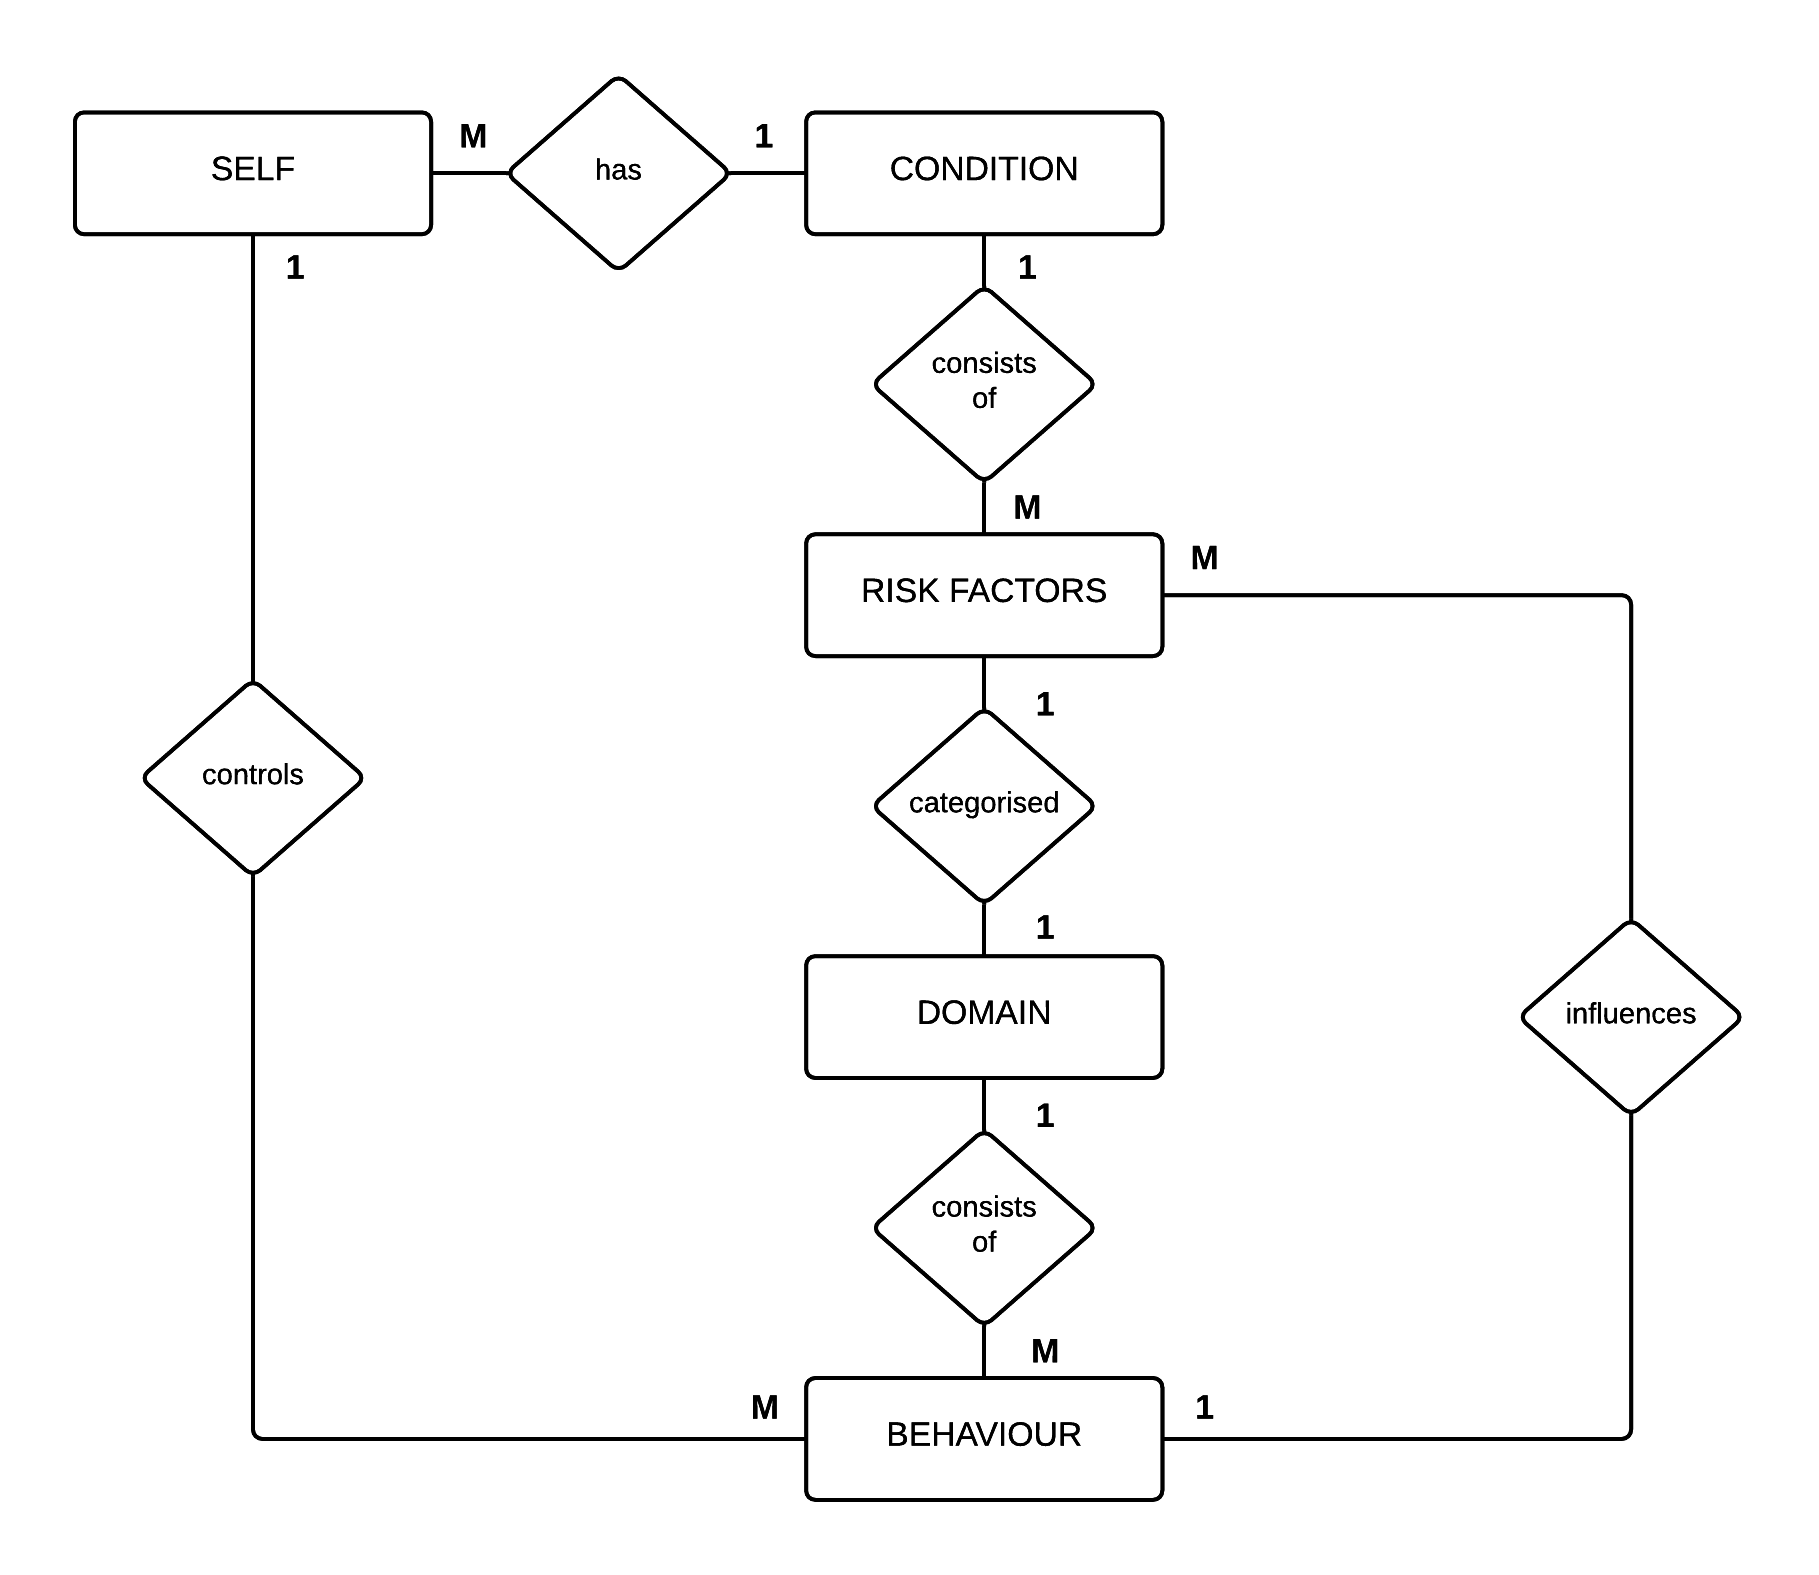 SELF
M
has
1
CONDITION
1
1
consists
of
M
RISK FACTORS
M
1
controls
categorised
1
DOMAIN
influences
1
consists
of
M
M
BEHAVIOUR
1